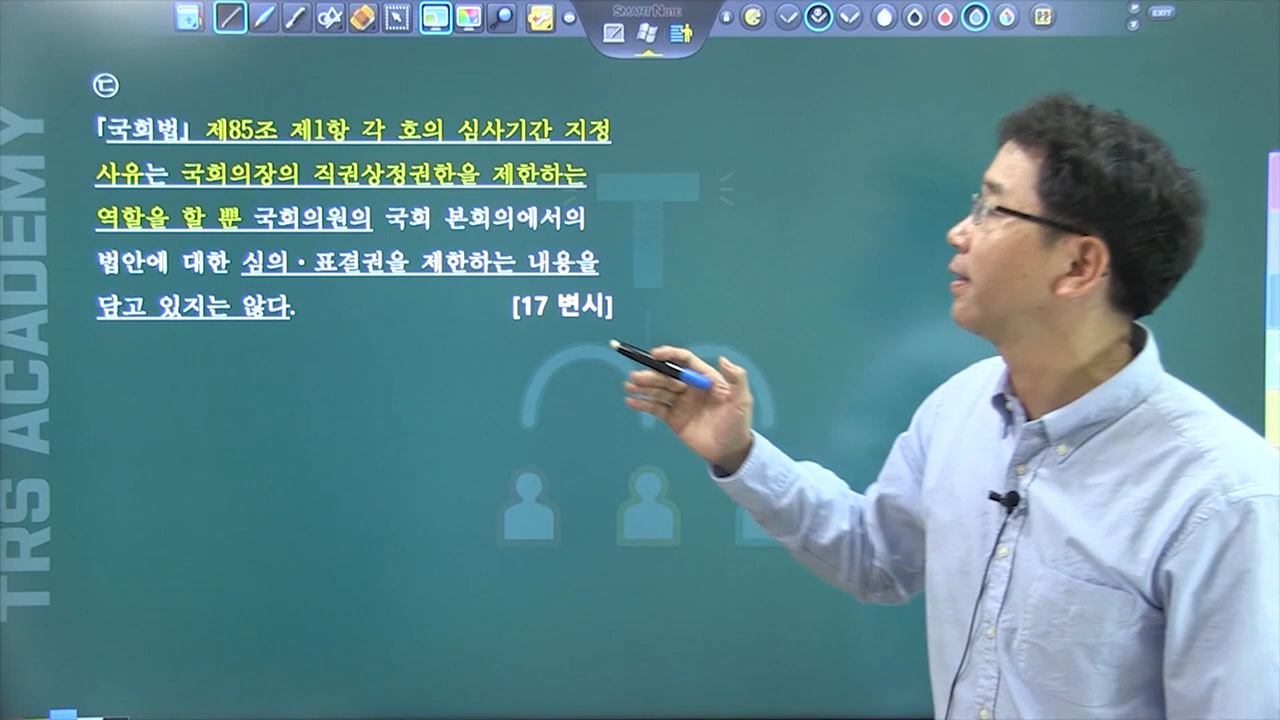 SMARTNOTE
EXIT
㉢
『국회법』 제85조 제1항 각 호의 심사기간 지정
사유는 국회의장의 직권상정권한을 제한하는
역할을 할 뿐 국회의원의 국회 본회의에서의
법안에 대한 심의·표결권을 제한하는 내용을
담고 있지는 않다. [17 변시]
TRS ACADEMY